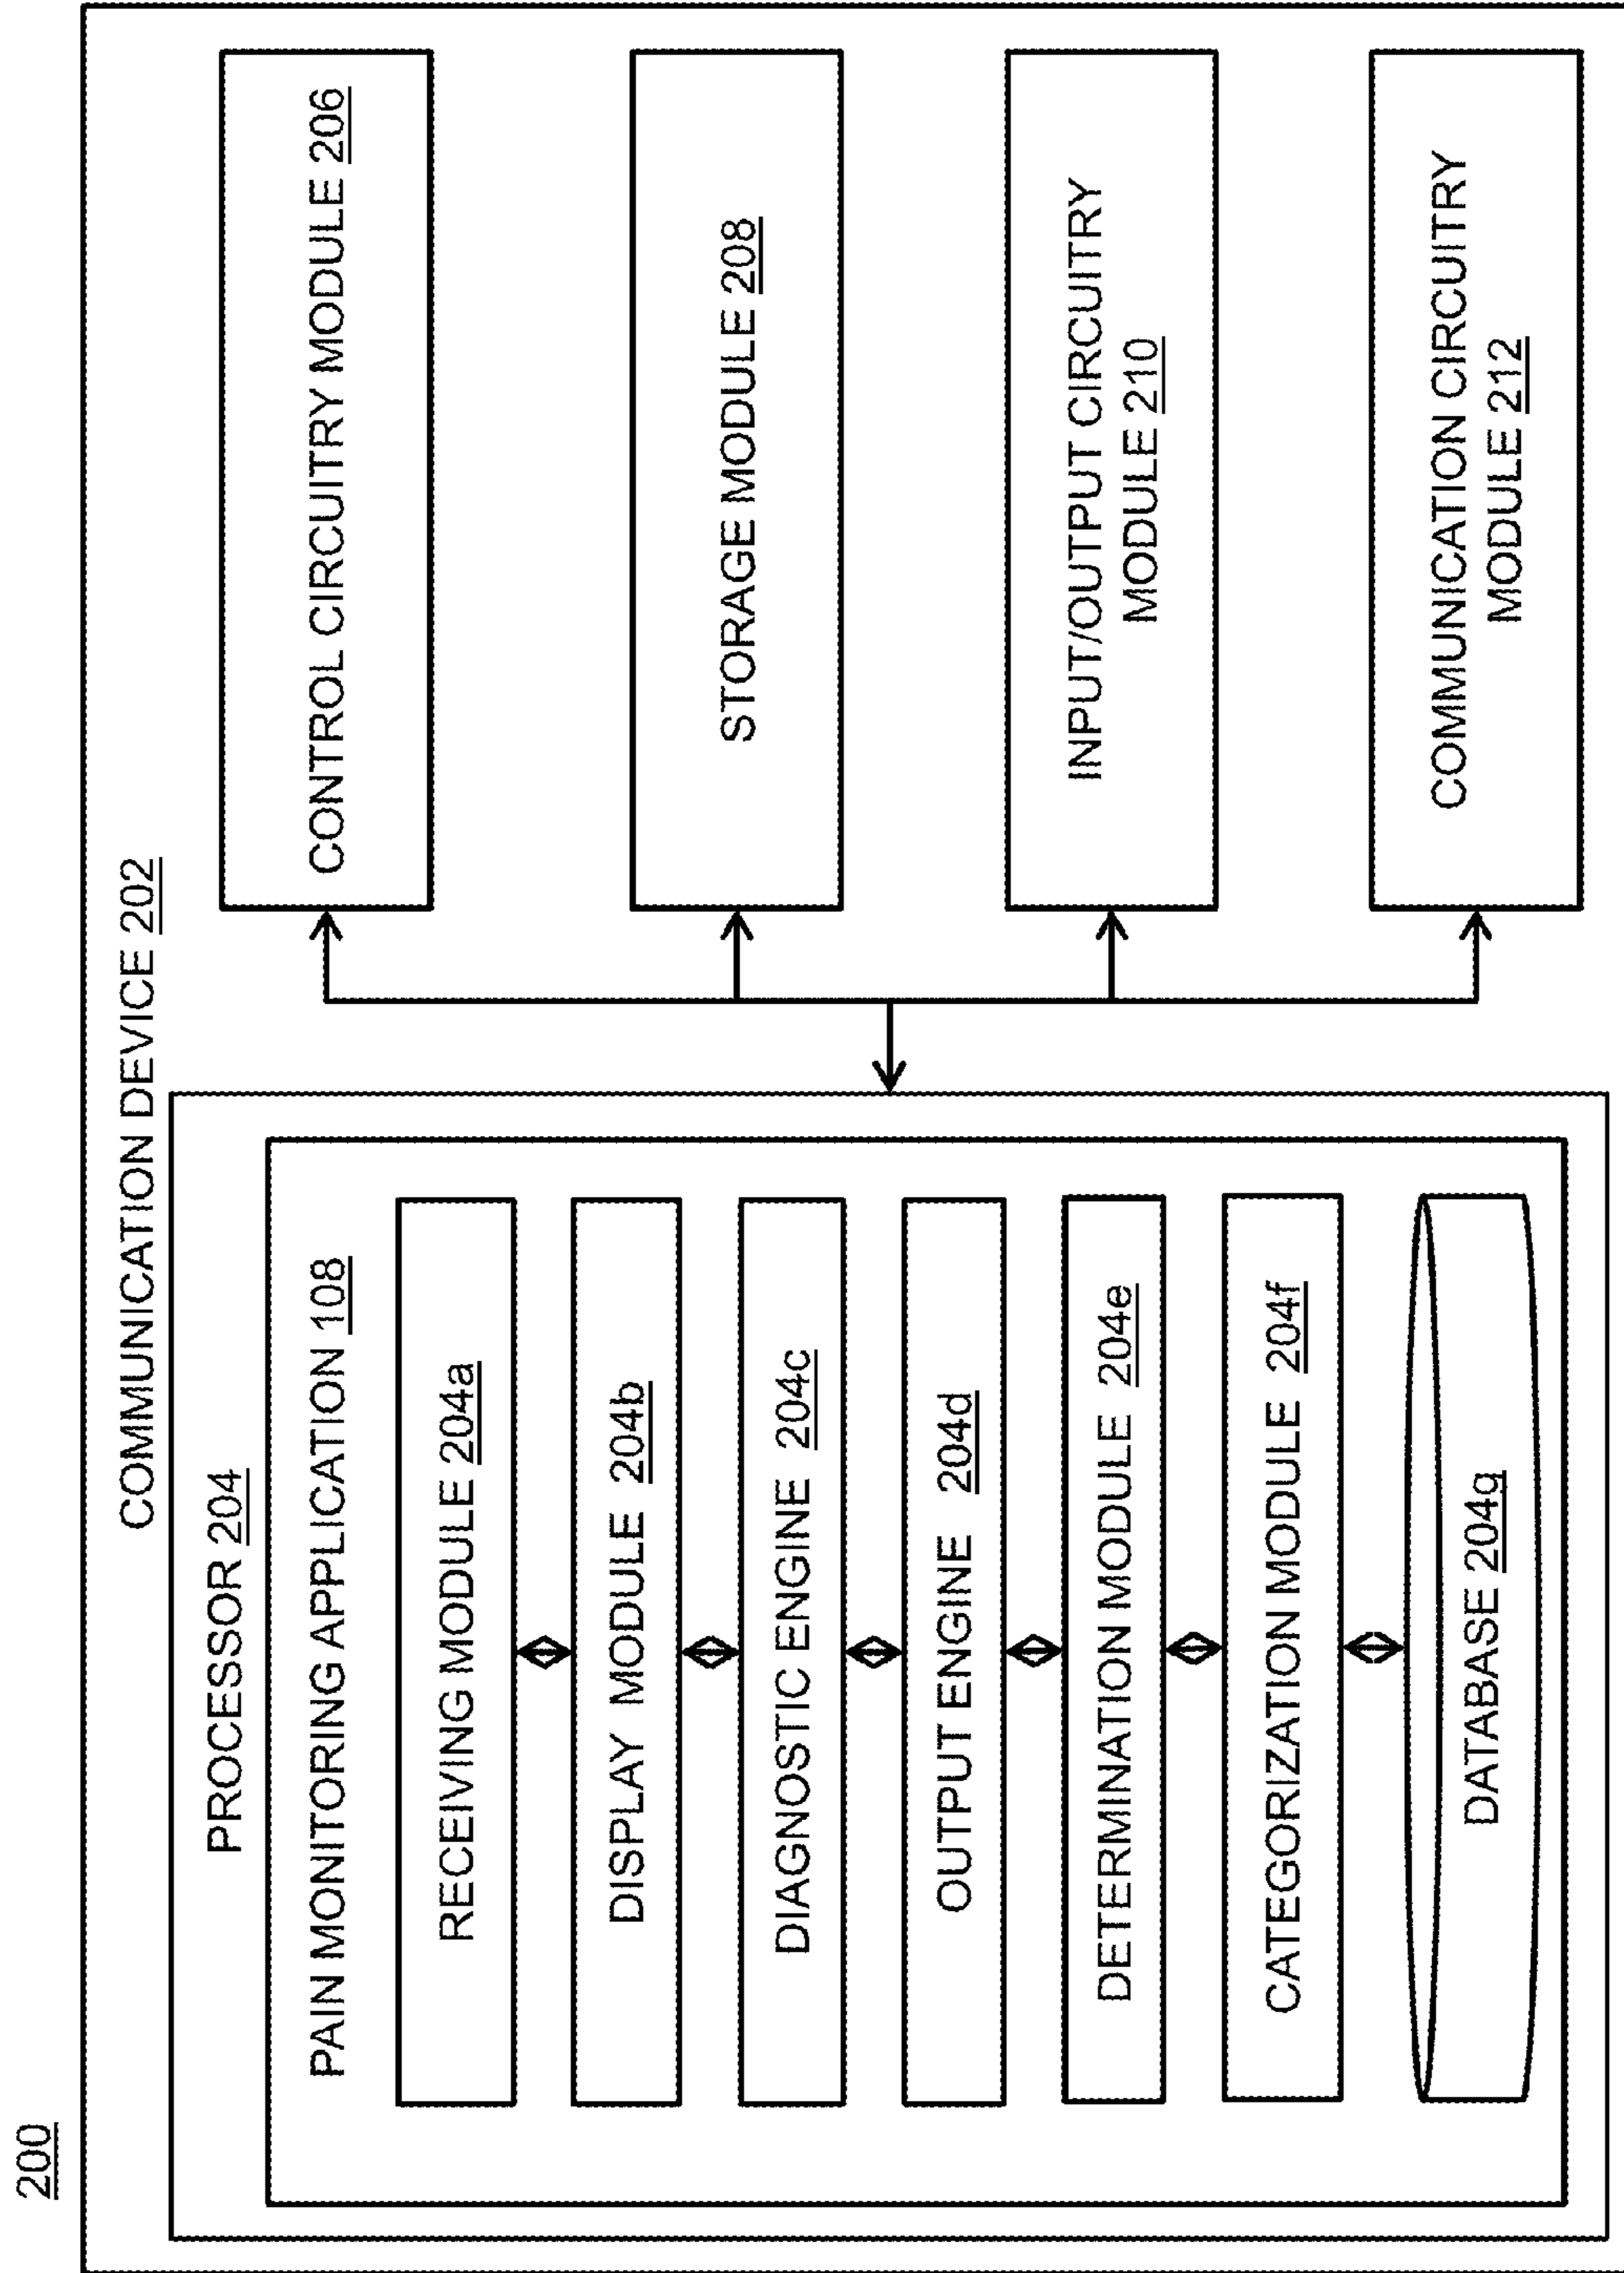 200
COMMUNICATION DEVICE 202
PROCESSOR 204
PAIN MONITORING APPLICATION 108
RECEIVING MODULE 204a
DISPLAY MODULE 204b
DIAGNOSTIC ENGINE 204c
OUTPUT ENGINE 204d
DETERMINATION MODULE 204e
CATEGORIZATION MODULE 204f
DATABASE 204g
CONTROL CIRCUITRY MODULE 206
STORAGE MODULE 208
INPUT/OUTPUT CIRCUITRY
MODULE 210
COMMUNICATION CIRCUITRY
MODULE 212